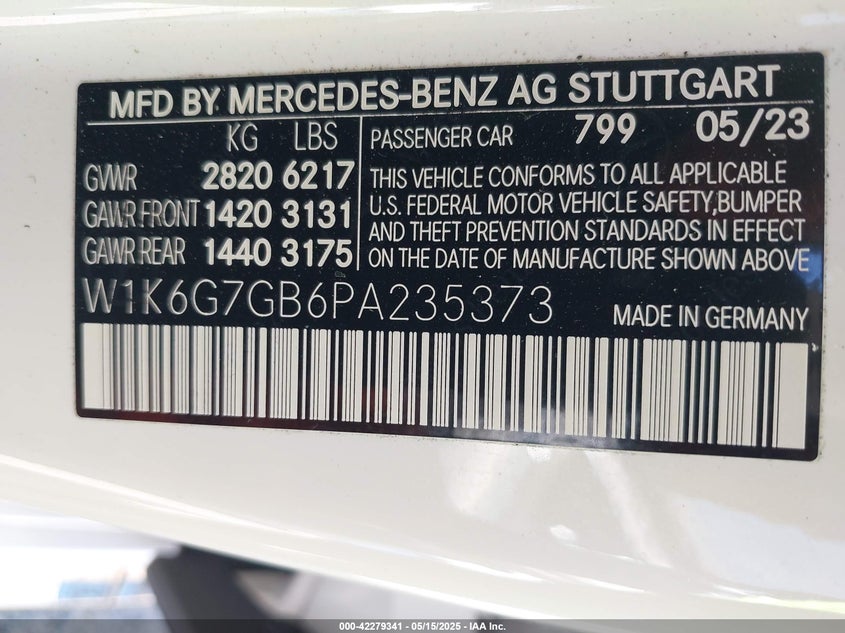 MFD BY MERCEDES-BENZ AG STUTTGART
KG LBS
GVWR 2820 6217
GAWR FRONT 1420 3131
GAWR REAR 1440 3175
PASSENGER CAR 799 05/23
THIS VEHICLE CONFORMS TO ALL APPLICABLE
U.S. FEDERAL MOTOR VEHICLE SAFETY,BUMPER
AND THEFT PREVENTION STANDARDS IN EFFECT
ON THE DATE OF MANUFACTURE SHOWN ABOVE
W1K6G7GB6PA235373 MADE IN GERMANY
000-42279341 - 05/15/2025 - IAA Inc.